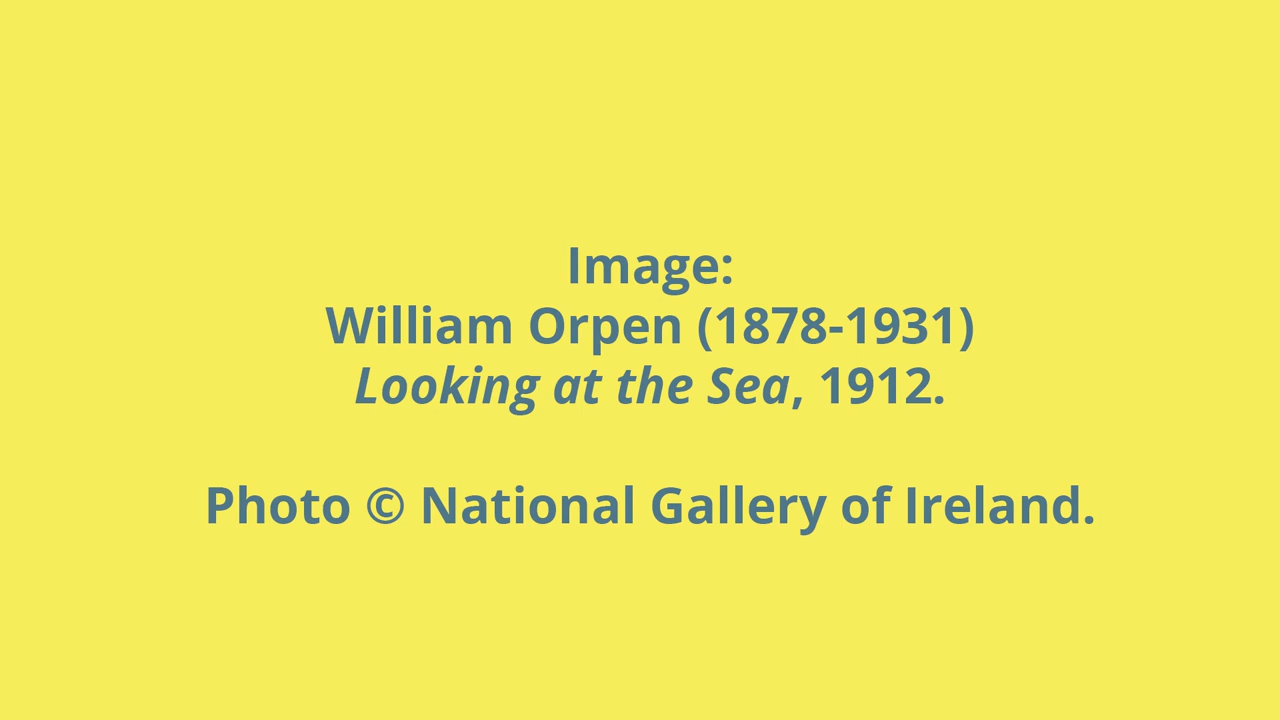 Image:
William Orpen (1878-1931)
Looking at the Sea, 1912.
Photo © National Gallery of Ireland.